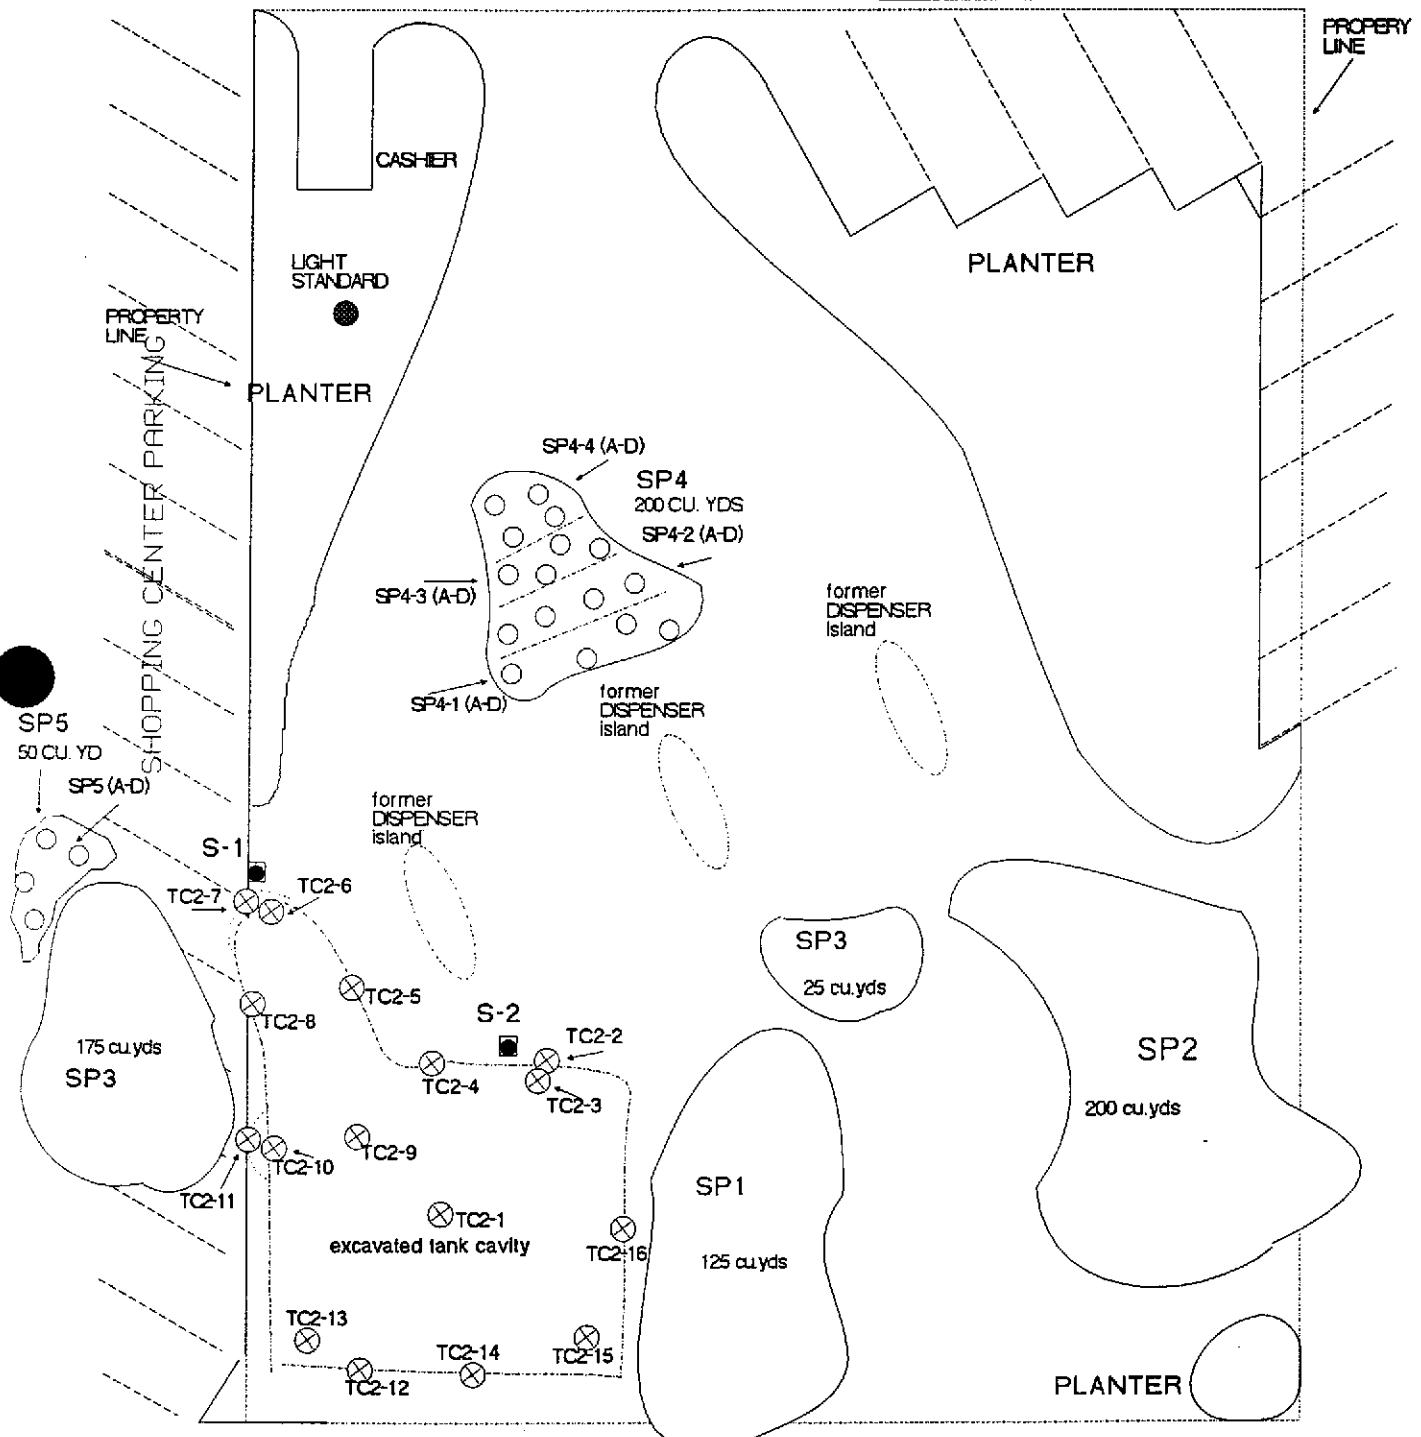 PROPERY
LINE
CASHIER
LIGHT
STANDARD
PLANTER
PROPERTY
LINE
PLANTER
SHOPPING CENTER PARKING
SP4-4 (A-D)
SP4
200 CU. YDS
SP4-2 (A-D)
SP4-3 (A-D)
SP4-1 (A-D)
former
DISPENSER
Island
former
DISPENSER
island
SP5
50 CU. YD
SP5 (A-D)
former
DISPENSER
island
S-1
TC2-7
TC2-6
TC2-5
TC2-8
S-2
TC2-2
TC2-4
TC2-3
SP3
25 cu.yds
175 cu.yds
SP3
SP2
200 cu.yds
TC2-9
TC2-10
TC2-11
TC2-1
excavated tank cavity
TC2-16
SP1
125 cu.yds
TC2-13
TC2-14
TC2-15
TC2-12
PLANTER